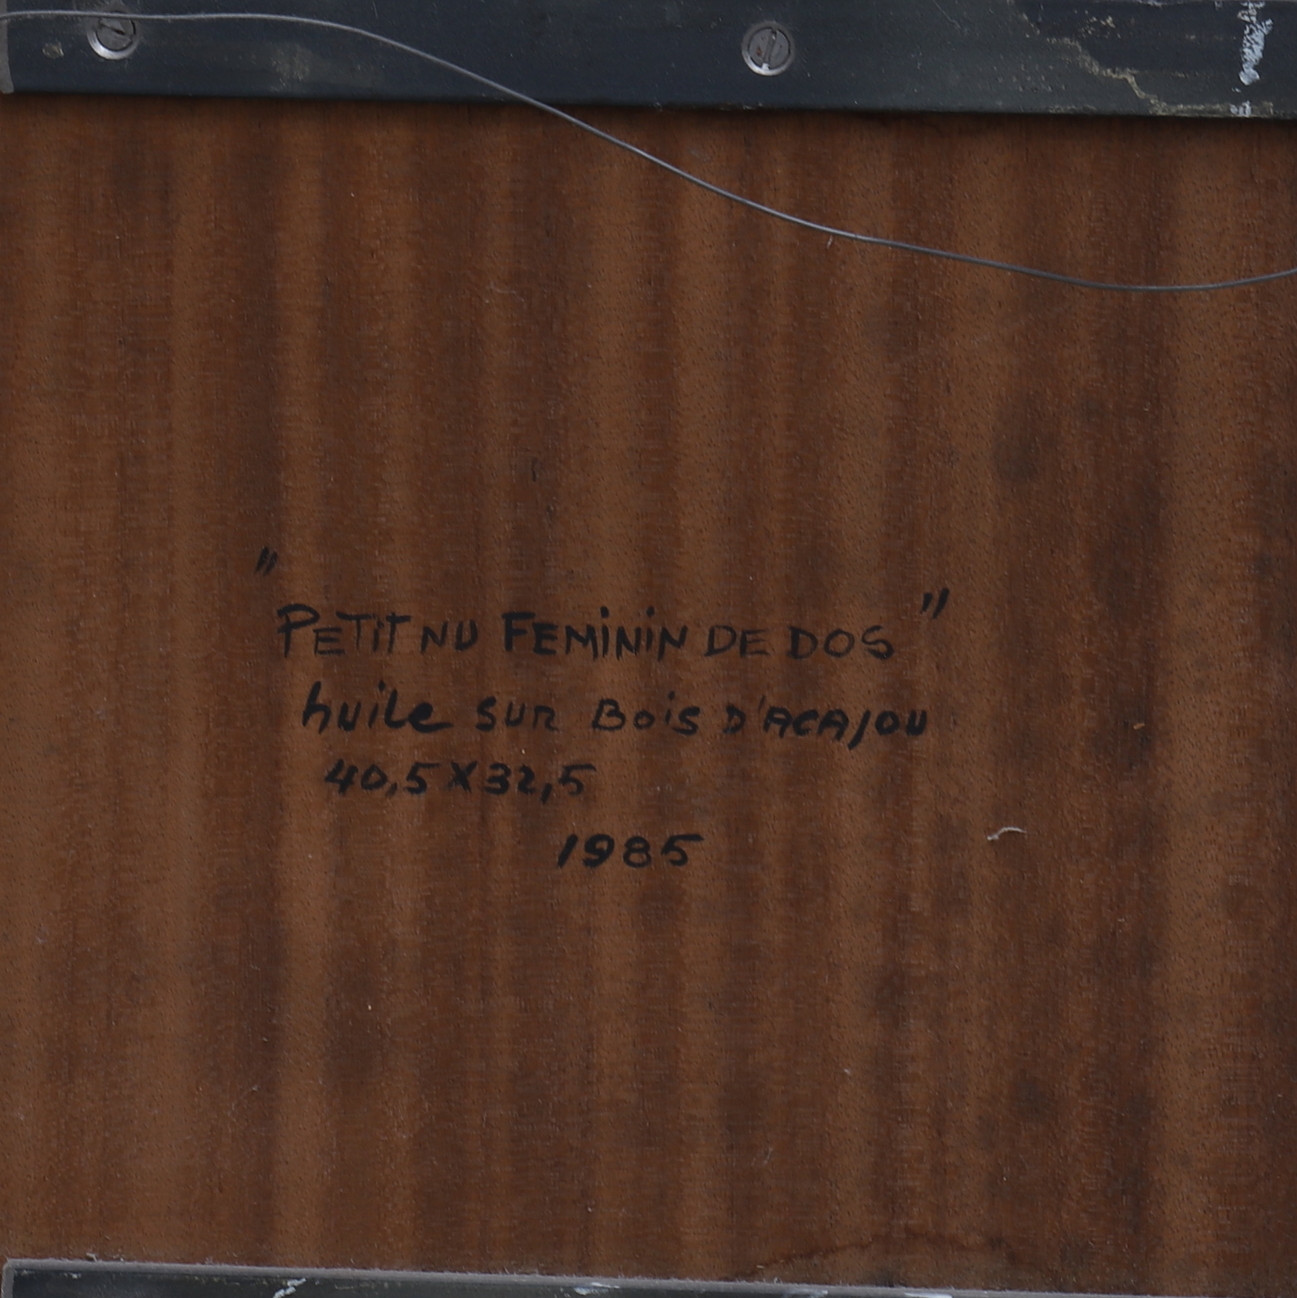 "PETIT NU FEMININ DE DOS"
huile SUR BOIS D'ACAJOU
40,5 X 32,5
1985